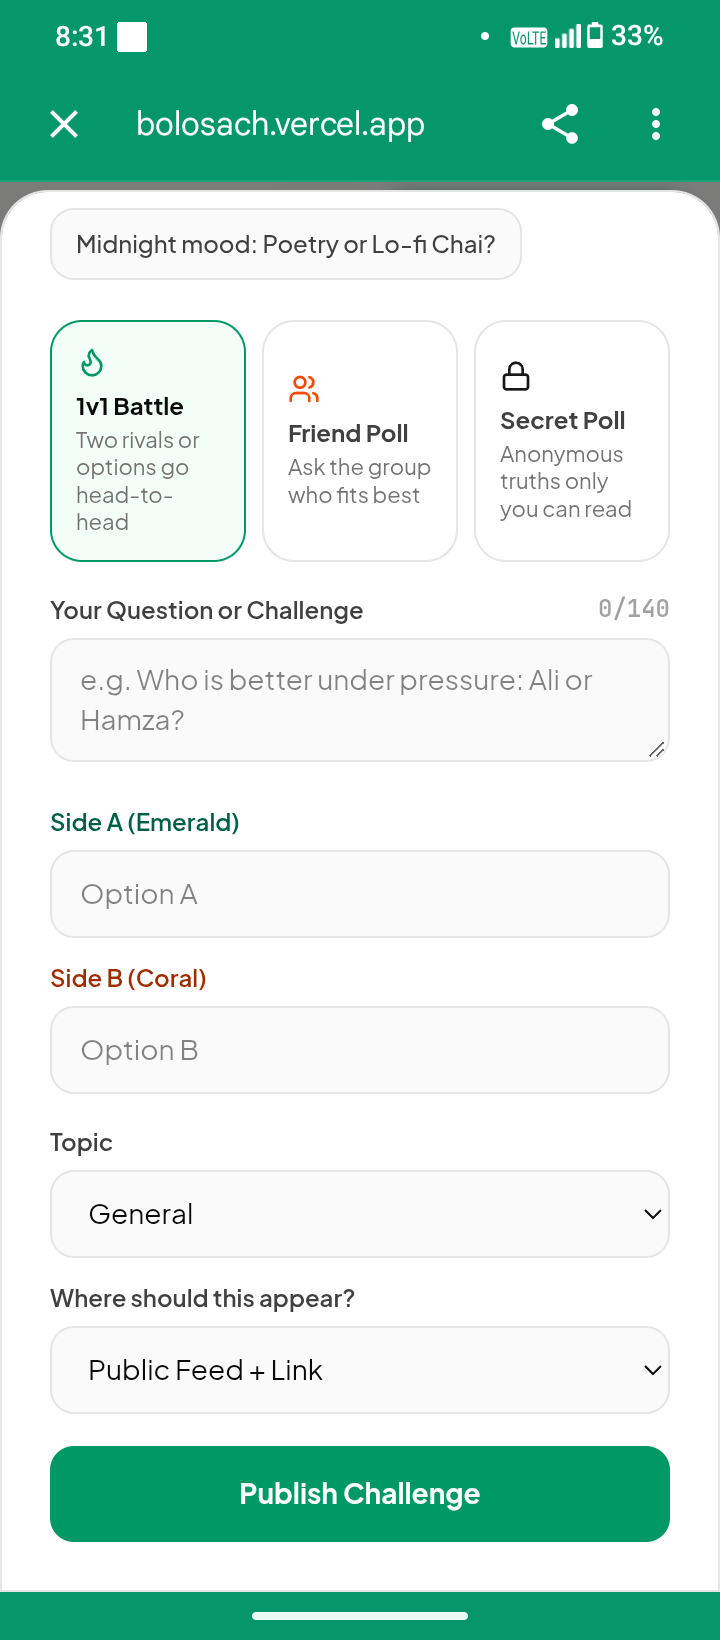 8:31
VoLTE 33%
bolosach.vercel.app
Midnight mood: Poetry or Lo-fi Chai?
1v1 Battle
Two rivals or
options go
head-to-
head
Friend Poll
Ask the group
who fits best
Secret Poll
Anonymous
truths only
you can read
Your Question or Challenge 0/140
e.g. Who is better under pressure: Ali or
Hamza?
Side A (Emerald)
Option A
Side B (Coral)
Option B
Topic
General
Where should this appear?
Public Feed + Link
Publish Challenge